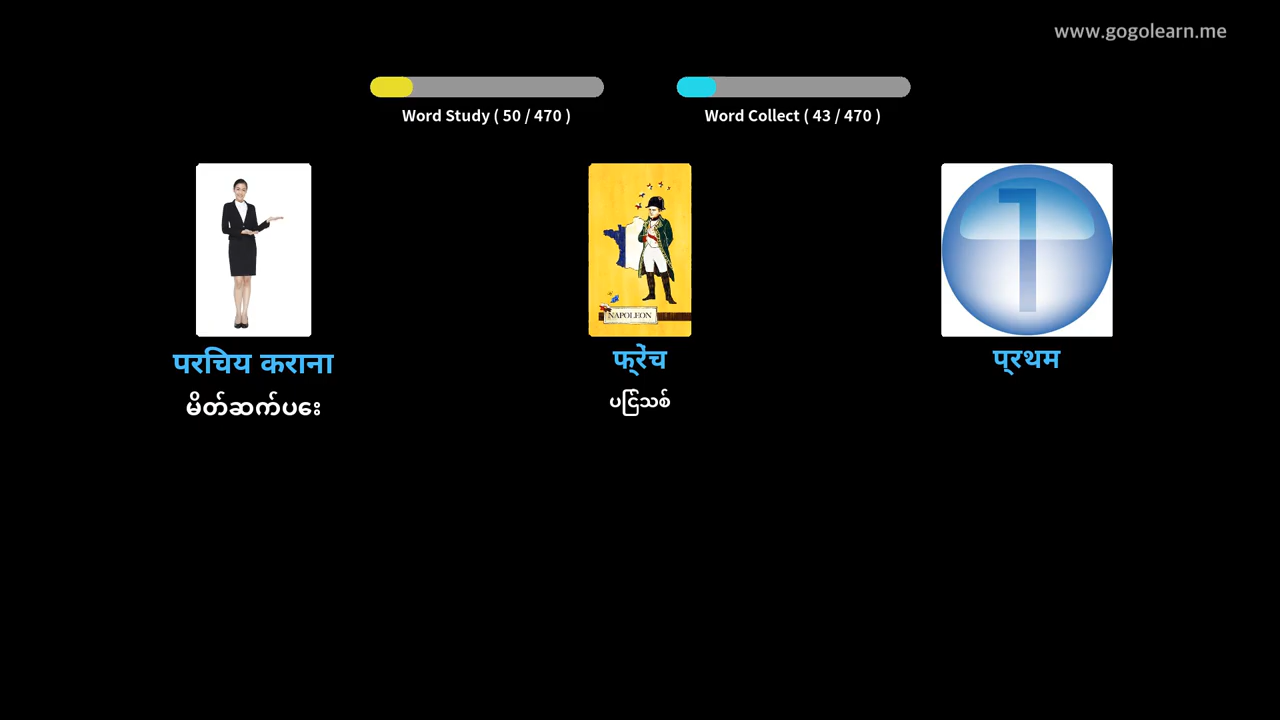 www.gogolearn.me
Word Study ( 50 / 470 )
Word Collect ( 43 / 470 )
NAPOLEON
परिचय कराना
फ्रेंच
प्रथम
မိတ်ဆက်ပေး
ပြင်သစ်